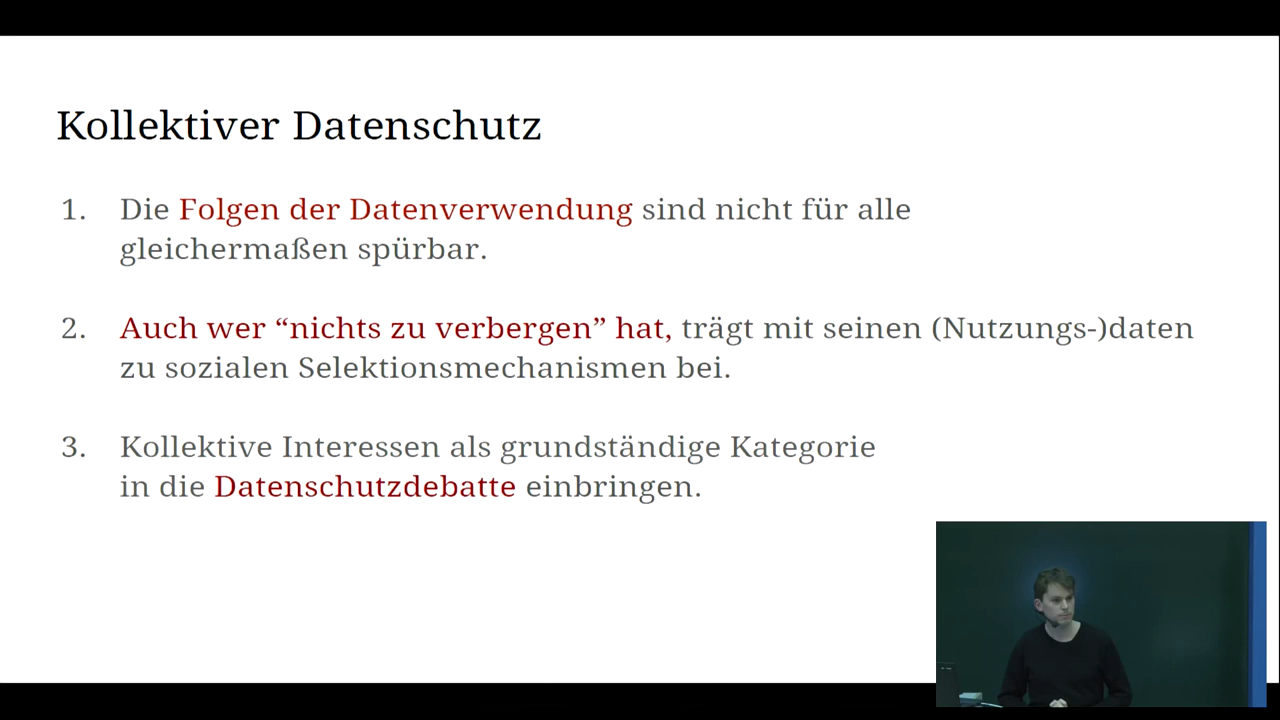 Kollektiver Datenschutz
1. Die Folgen der Datenverwendung sind nicht für alle
gleichermaßen spürbar.
2. Auch wer “nichts zu verbergen” hat, trägt mit seinen (Nutzungs-)daten
zu sozialen Selektionsmechanismen bei.
3. Kollektive Interessen als grundständige Kategorie
in die Datenschutzdebatte einbringen.